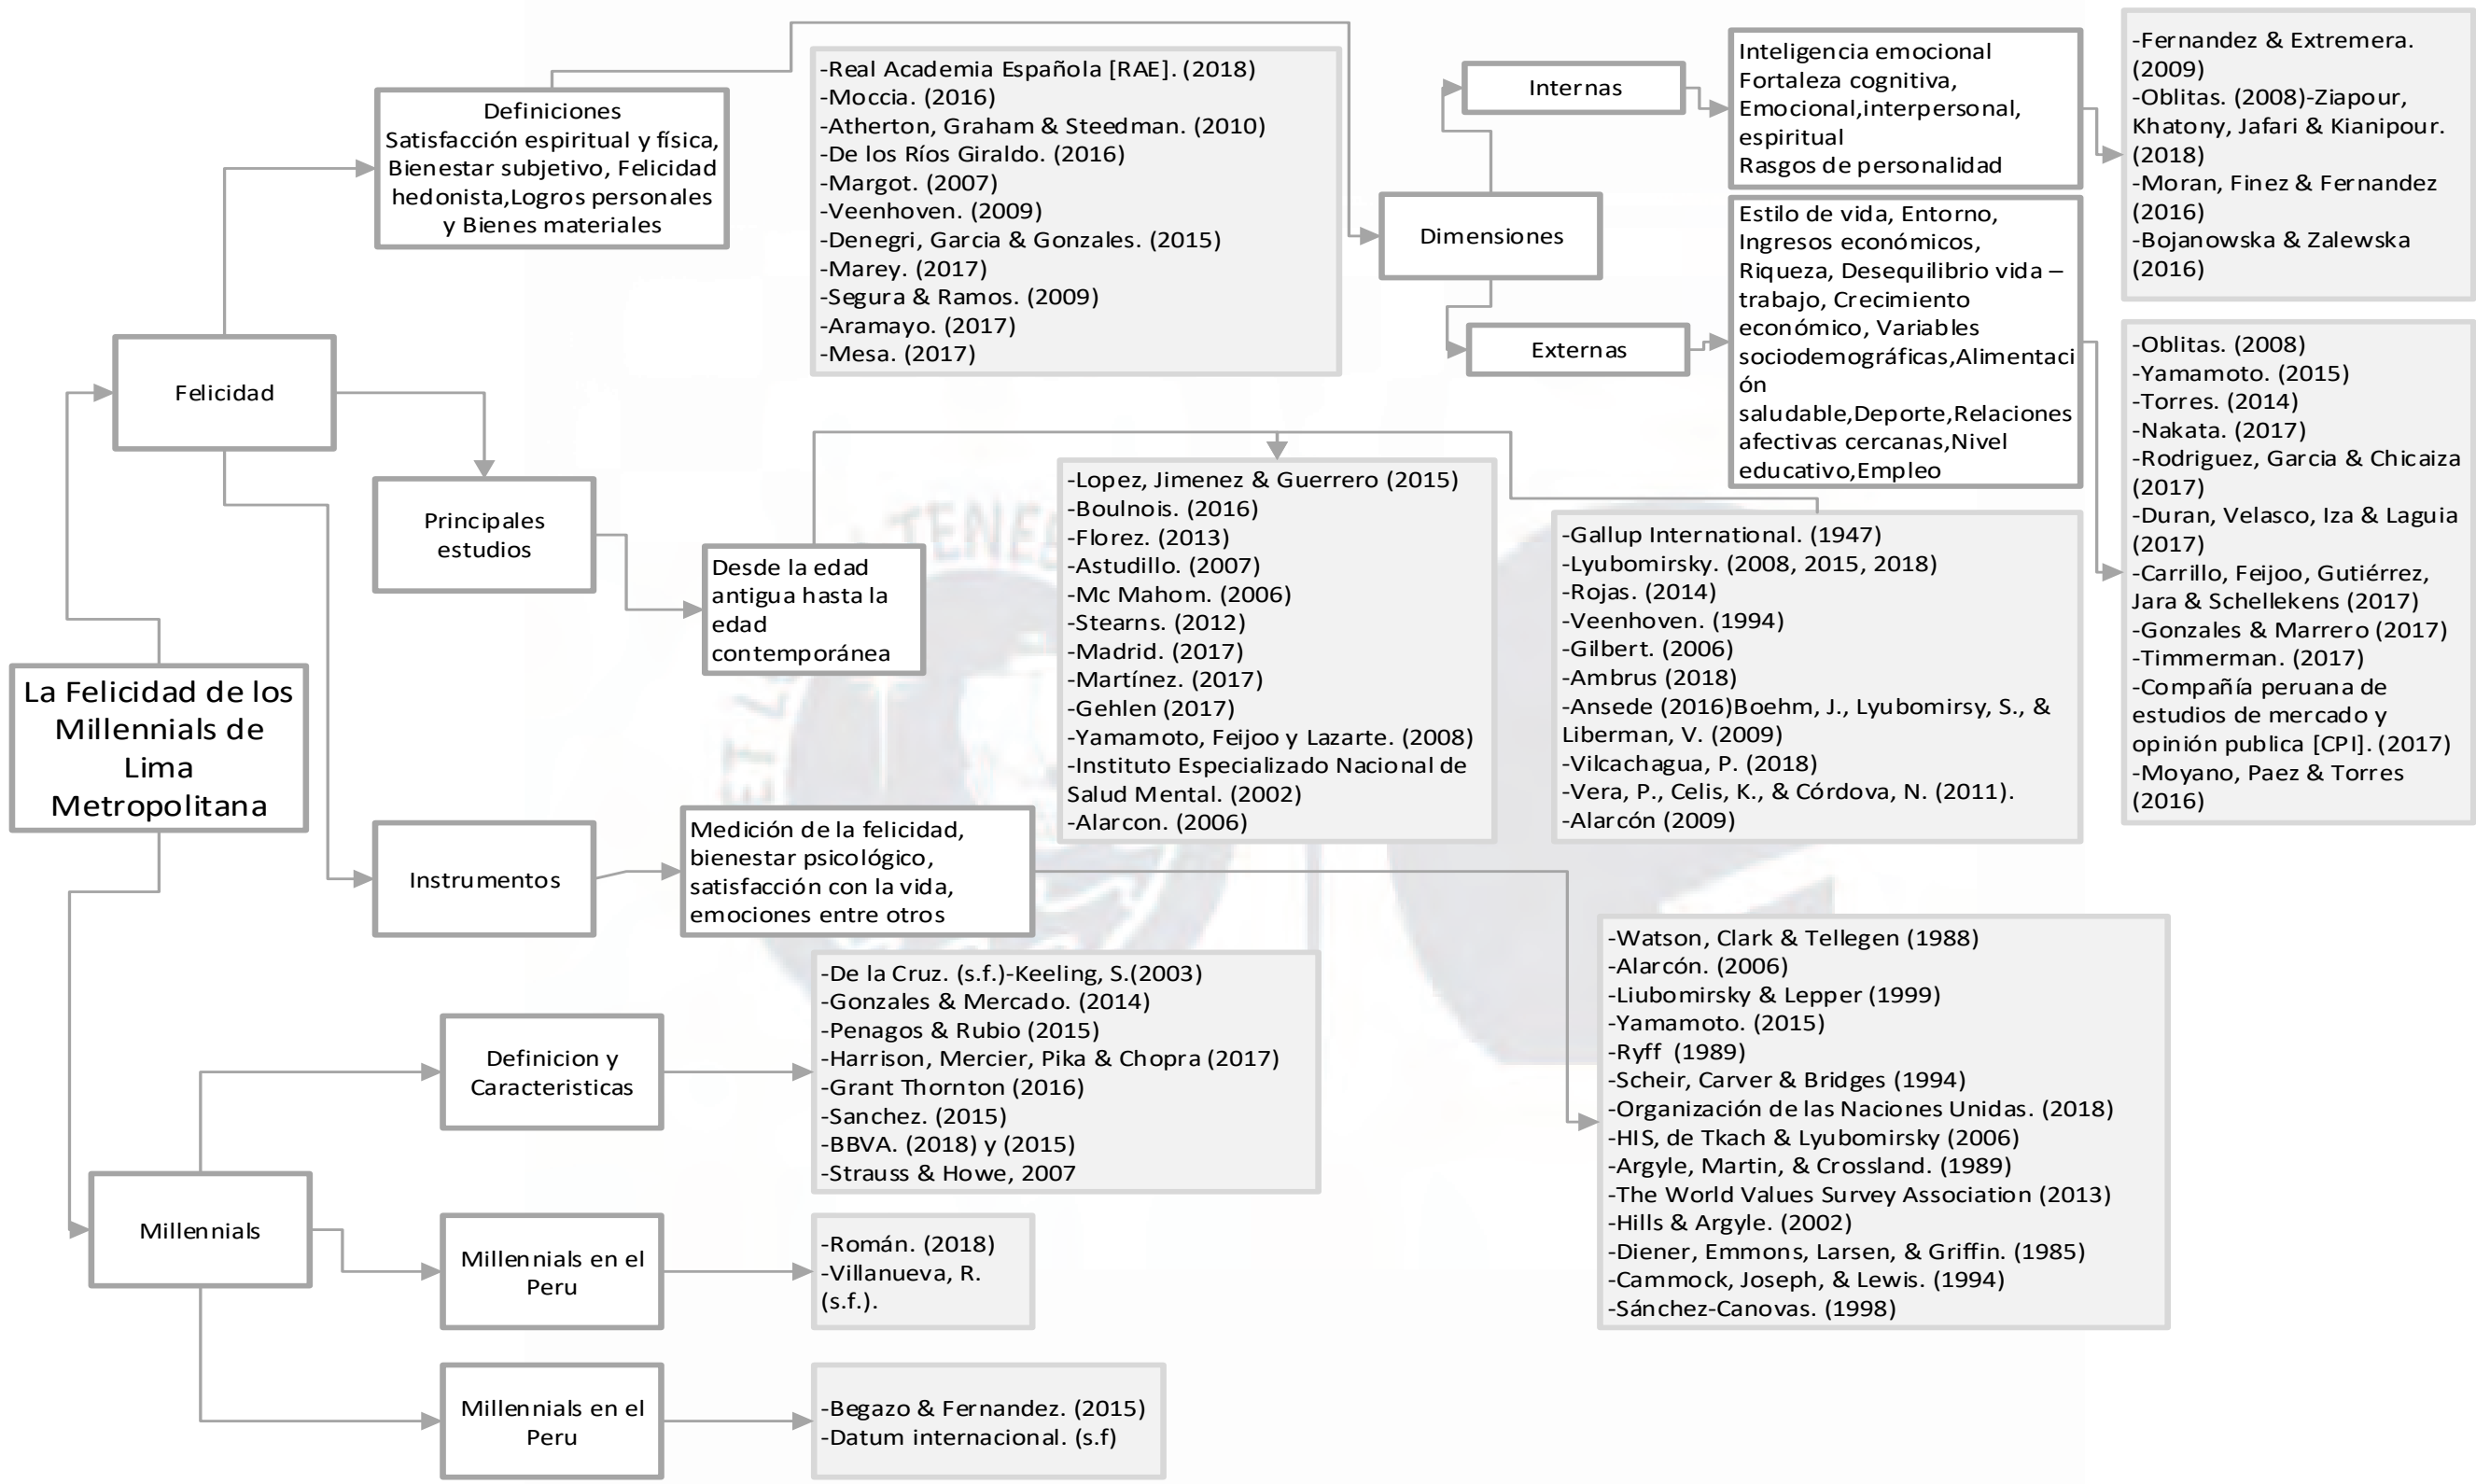 La Felicidad de los
Millennials de
Lima
Metropolitana
Felicidad
Definiciones
Satisfacción espiritual y física,
Bienestar subjetivo, Felicidad
hedonista,Logros personales
y Bienes materiales
-Real Academia Española [RAE]. (2018)
-Moccia. (2016)
-Atherton, Graham & Steedman. (2010)
-De los Ríos Giraldo. (2016)
-Margot. (2007)
-Veenhoven. (2009)
-Denegri, Garcia & Gonzales. (2015)
-Marey. (2017)
-Segura & Ramos. (2009)
-Aramayo. (2017)
-Mesa. (2017)
Dimensiones
Internas
Inteligencia emocional
Fortaleza cognitiva,
Emocional,interpersonal,
espiritual
Rasgos de personalidad
-Fernandez & Extremera.
(2009)
-Oblitas. (2008)-Ziapour,
Khatony, Jafari & Kianipour.
(2018)
-Moran, Finez & Fernandez
(2016)
-Bojanowska & Zalewska
(2016)
Externas
Estilo de vida, Entorno,
Ingresos económicos,
Riqueza, Desequilibrio vida –
trabajo, Crecimiento
económico, Variables
sociodemográficas,Alimentaci
ón
saludable,Deporte,Relaciones
afectivas cercanas,Nivel
educativo,Empleo
-Oblitas. (2008)
-Yamamoto. (2015)
-Torres. (2014)
-Nakata. (2017)
-Rodriguez, Garcia & Chicaiza
(2017)
-Duran, Velasco, Iza & Laguia
(2017)
-Carrillo, Feijoo, Gutiérrez,
Jara & Schellekens (2017)
-Gonzales & Marrero (2017)
-Timmerman. (2017)
-Compañía peruana de
estudios de mercado y
opinión publica [CPI]. (2017)
-Moyano, Paez & Torres
(2016)
Principales
estudios
Desde la edad
antigua hasta la
edad
contemporánea
-Lopez, Jimenez & Guerrero (2015)
-Boulnois. (2016)
-Florez. (2013)
-Astudillo. (2007)
-Mc Mahom. (2006)
-Stearns. (2012)
-Madrid. (2017)
-Martínez. (2017)
-Gehlen (2017)
-Yamamoto, Feijoo y Lazarte. (2008)
-Instituto Especializado Nacional de
Salud Mental. (2002)
-Alarcon. (2006)
-Gallup International. (1947)
-Lyubomirsky. (2008, 2015, 2018)
-Rojas. (2014)
-Veenhoven. (1994)
-Gilbert. (2006)
-Ambrus (2018)
-Ansede (2016)Boehm, J., Lyubomirsy, S., &
Liberman, V. (2009)
-Vilcachagua, P. (2018)
-Vera, P., Celis, K., & Córdova, N. (2011).
-Alarcón (2009)
Instrumentos
Medición de la felicidad,
bienestar psicológico,
satisfacción con la vida,
emociones entre otros
-Watson, Clark & Tellegen (1988)
-Alarcón. (2006)
-Liubomirsky & Lepper (1999)
-Yamamoto. (2015)
-Ryff (1989)
-Scheir, Carver & Bridges (1994)
-Organización de las Naciones Unidas. (2018)
-HIS, de Tkach & Lyubomirsky (2006)
-Argyle, Martin, & Crossland. (1989)
-The World Values Survey Association (2013)
-Hills & Argyle. (2002)
-Diener, Emmons, Larsen, & Griffin. (1985)
-Cammock, Joseph, & Lewis. (1994)
-Sánchez-Canovas. (1998)
Millennials
Definicion y
Caracteristicas
-De la Cruz. (s.f.)-Keeling, S.(2003)
-Gonzales & Mercado. (2014)
-Penagos & Rubio (2015)
-Harrison, Mercier, Pika & Chopra (2017)
-Grant Thornton (2016)
-Sanchez. (2015)
-BBVA. (2018) y (2015)
-Strauss & Howe, 2007
Millennials en el
Peru
-Román. (2018)
-Villanueva, R.
(s.f.).
Millennials en el
Peru
-Begazo & Fernandez. (2015)
-Datum internacional. (s.f)